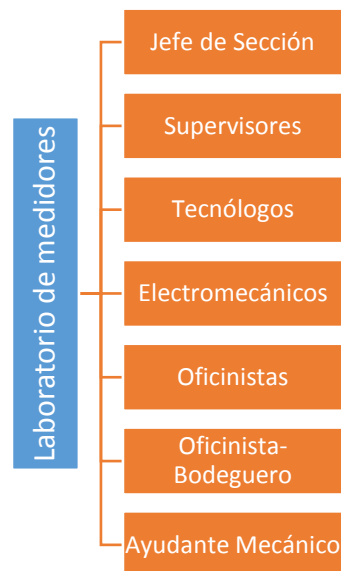 Laboratorio de medidores
Jefe de Sección
Supervisores
Tecnólogos
Electromecánicos
Oficinistas
Oficinista-
Bodeguero
Ayudante Mecánico